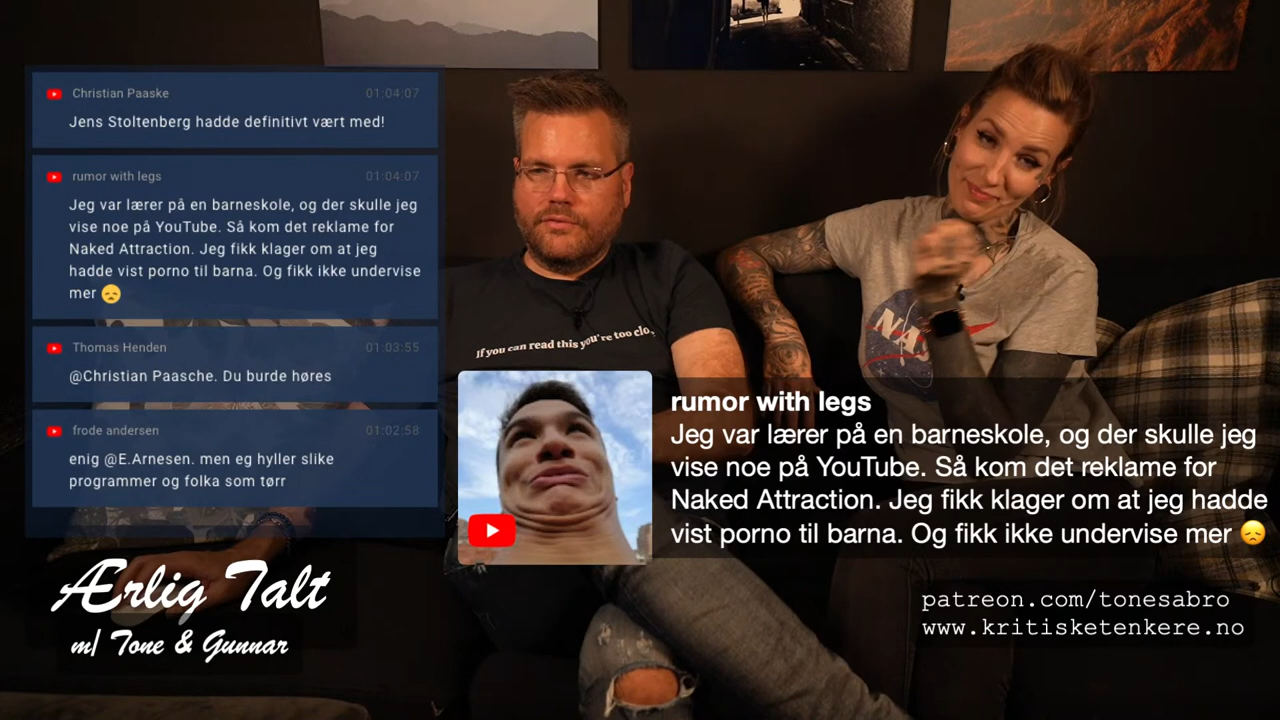 Christian Paaske 01:04:07
Jens Stoltenberg hadde definitivt vært med!
rumor with legs 01:04:07
Jeg var lærer på en barneskole, og der skulle jeg
vise noe på YouTube. Så kom det reklame for
Naked Attraction. Jeg fikk klager om at jeg
hadde vist porno til barna. Og fikk ikke undervise
mer 😞
Thomas Henden 01:03:55
@Christian Paasche. Du burde høres
frode andersen 01:02:58
enig @E.Arnesen. men eg hyller slike
programmer og folka som tørr
If you can read this you're too clo
NAS
rumor with legs
Jeg var lærer på en barneskole, og der skulle jeg
vise noe på YouTube. Så kom det reklame for
Naked Attraction. Jeg fikk klager om at jeg hadde
vist porno til barna. Og fikk ikke undervise mer 😞
Ærlig Talt
m/ Tone & Gunnar
patreon.com/tonesabro
www.kritisketenkere.no